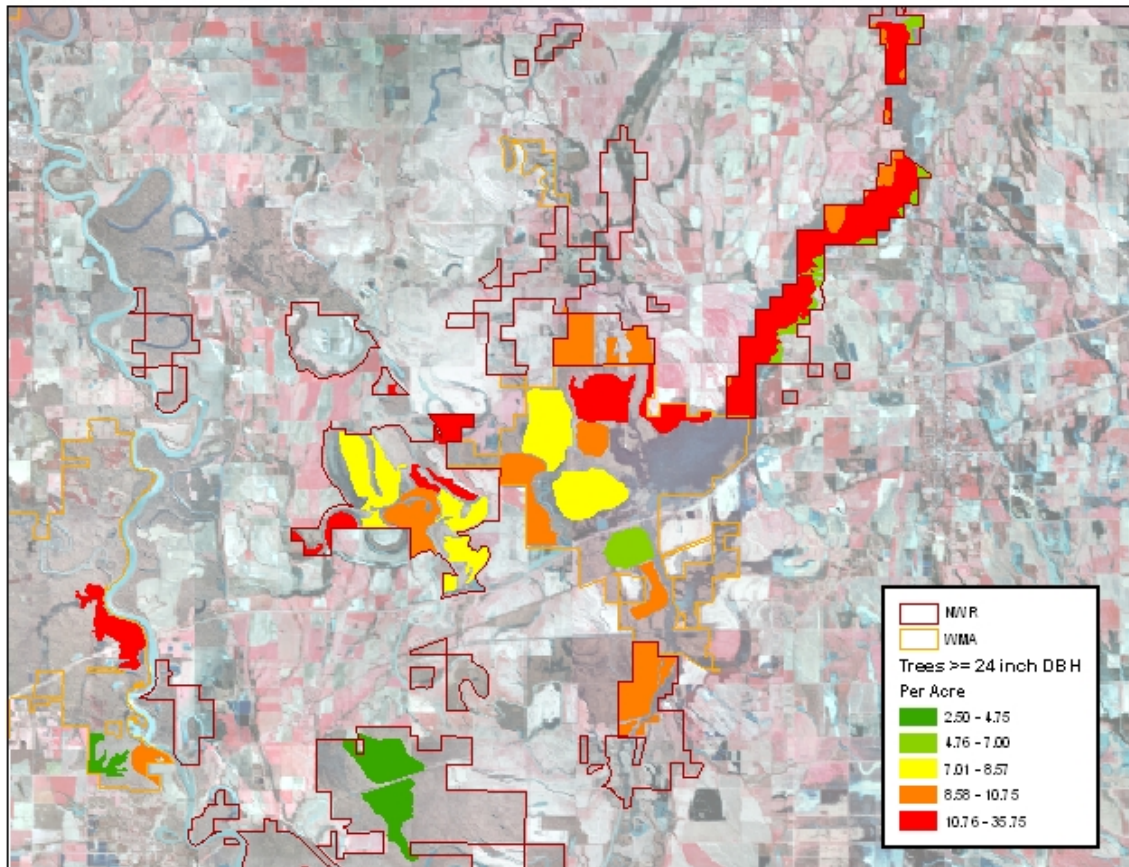 NWR
WMA
Trees >= 24 inch DBH
Per Acre
2.50 - 4.75
4.76 - 7.00
7.01 - 8.57
8.58 - 10.75
10.76 - 35.75